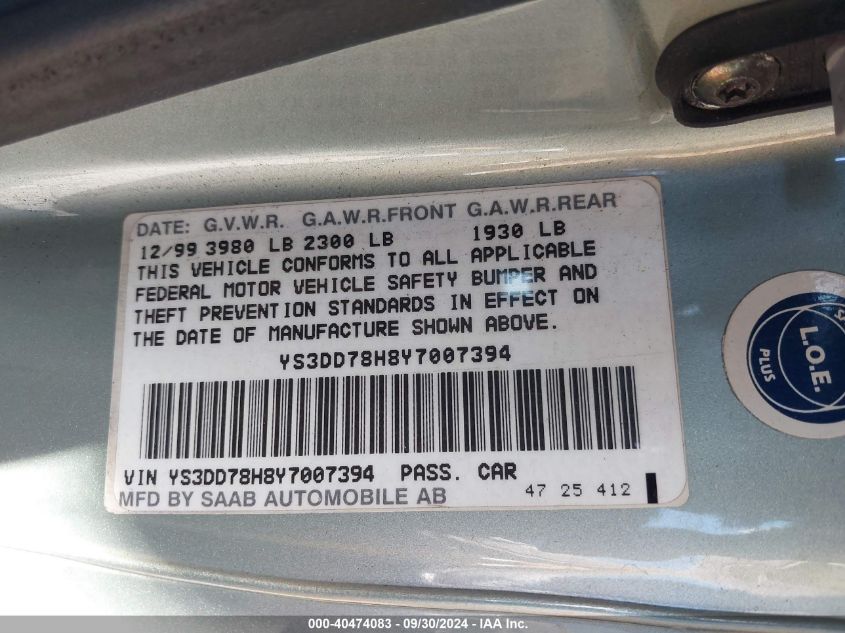 DATE: G.V.W.R. G.A.W.R.FRONT G.A.W.R.REAR
12/99 3980 LB 2300 LB 1930 LB
THIS VEHICLE CONFORMS TO ALL APPLICABLE
FEDERAL MOTOR VEHICLE SAFETY BUMPER AND
THEFT PREVENTION STANDARDS IN EFFECT ON
THE DATE OF MANUFACTURE SHOWN ABOVE.
YS3DD78H8Y7007394
VIN YS3DD78H8Y7007394 PASS. CAR
MFD BY SAAB AUTOMOBILE AB
47 25 412
L.O.E.
PLUS
000-40474083 - 09/30/2024 - IAA Inc.